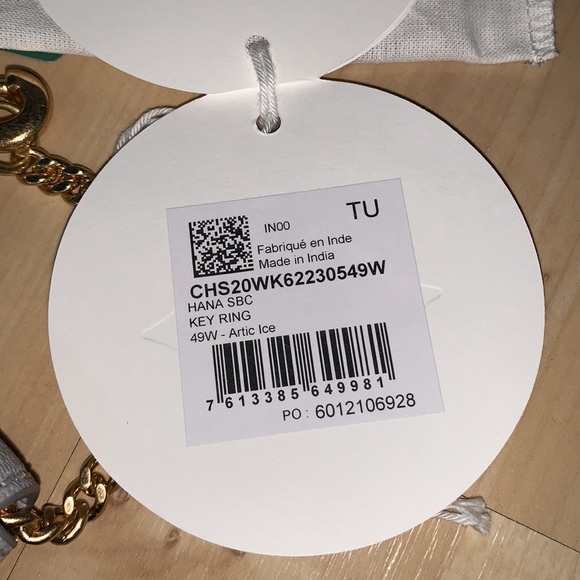 TU
IN00
Fabriqué en Inde
Made in India
CHS20WK62230549W
HANA SBC
KEY RING
49W - Artic Ice
7 613385 649981
PO : 6012106928